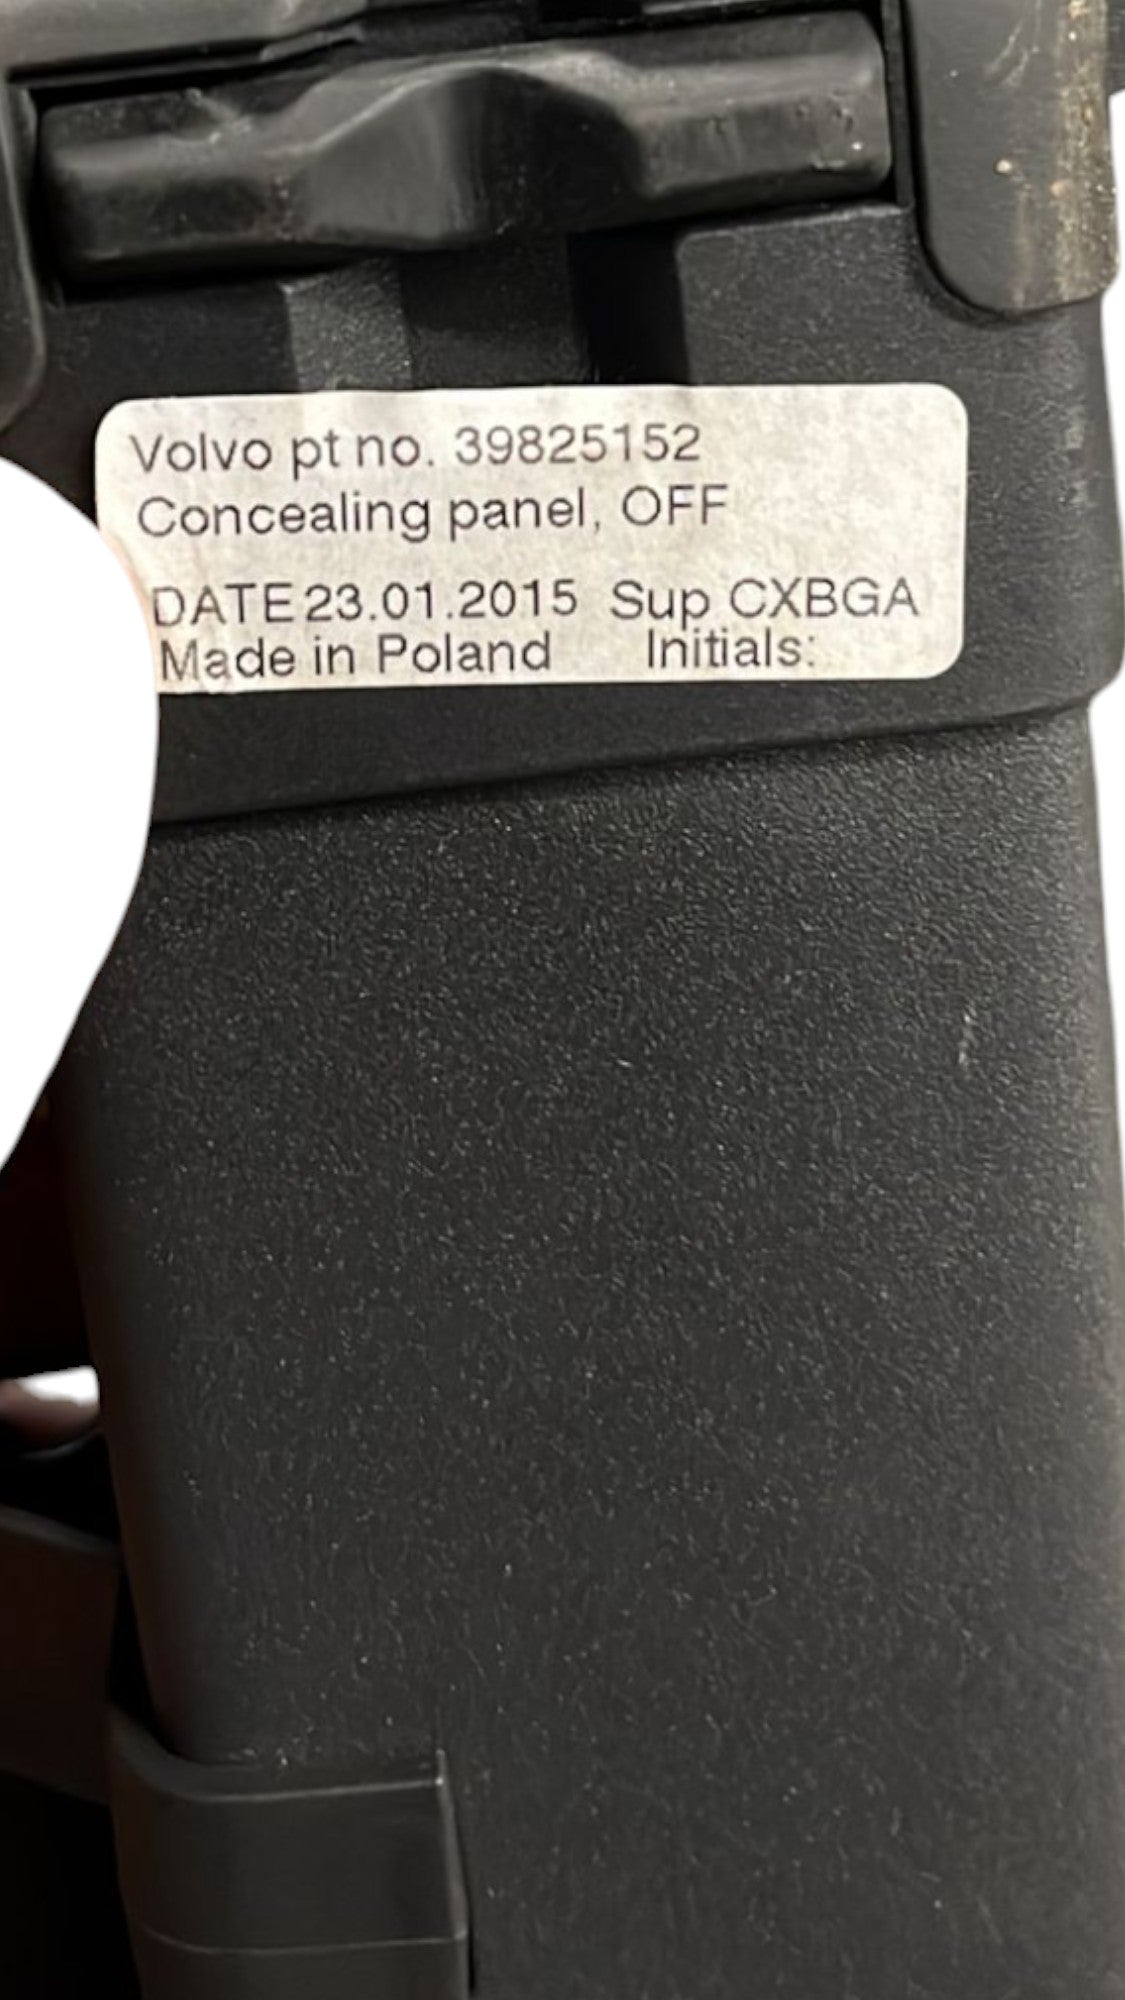 Volvo pt no. 39825152
Concealing panel, OFF
DATE 23.01.2015 Sup CXBGA
Made in Poland Initials: